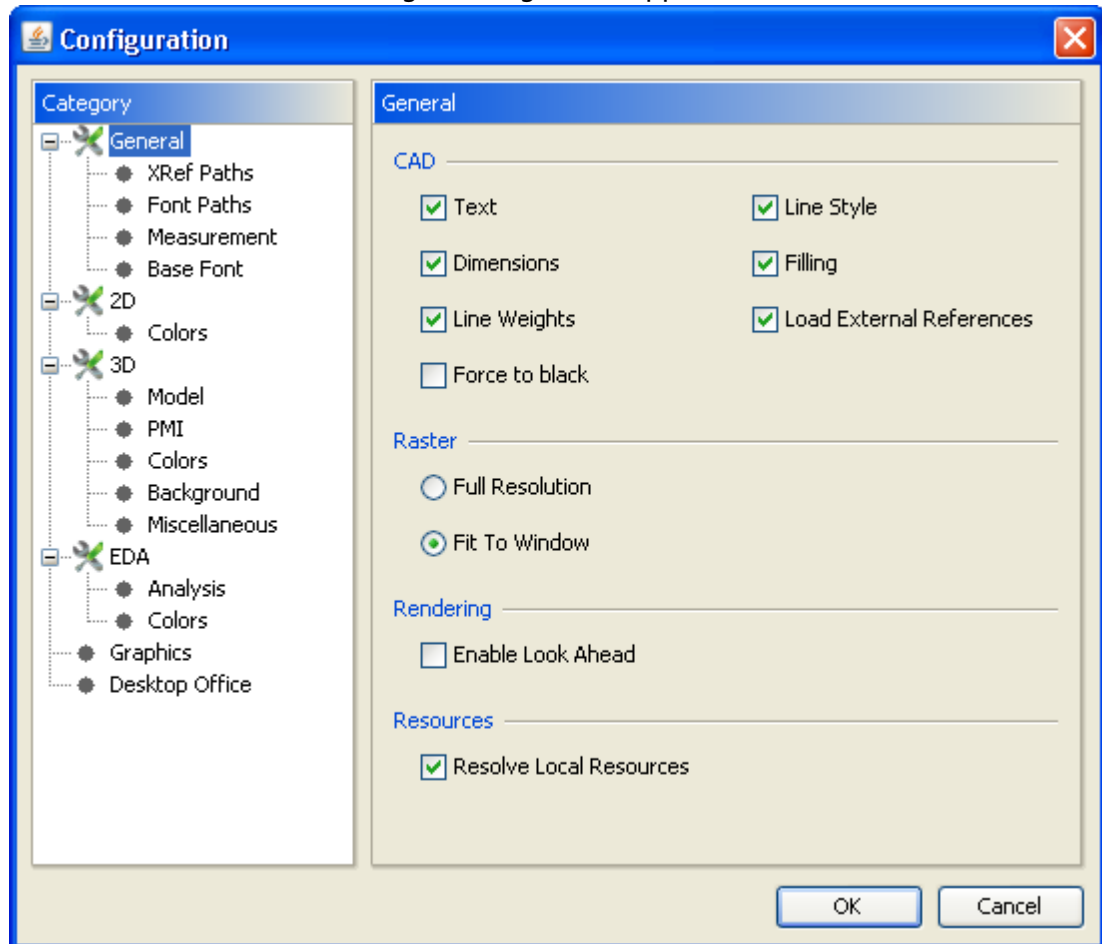 Configuration
Category
General
XRef Paths
Font Paths
Measurement
Base Font
2D
Colors
3D
Model
PMI
Colors
Background
Miscellaneous
EDA
Analysis
Colors
Graphics
Desktop Office
General
CAD
Text
Line Style
Dimensions
Filling
Line Weights
Load External References
Force to black
Raster
Full Resolution
Fit To Window
Rendering
Enable Look Ahead
Resources
Resolve Local Resources
OK
Cancel